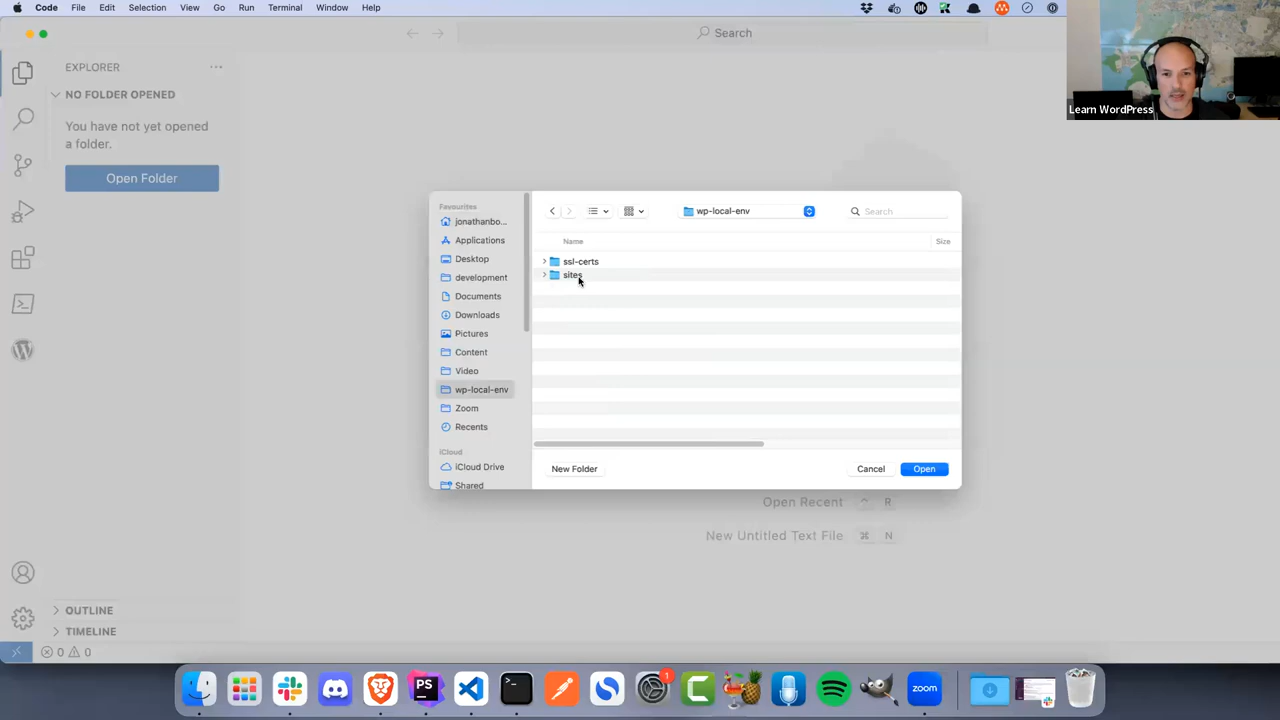 Code File Edit Selection View Go Run Terminal Window Help
Search
EXPLORER
NO FOLDER OPENED
You have not yet opened
a folder.
Open Folder
OUTLINE
TIMELINE
0 0
Open Recent ⌃ R
New Untitled Text File ⌘ N
Favourites
jonathanbo...
Applications
Desktop
development
Documents
Downloads
Pictures
Content
Video
wp-local-env
Zoom
Recents
iCloud
iCloud Drive
Shared
wp-local-env
Search
Name Size
ssl-certs
sites
New Folder Cancel Open
Learn WordPress
PS
>_
1
C
zoom